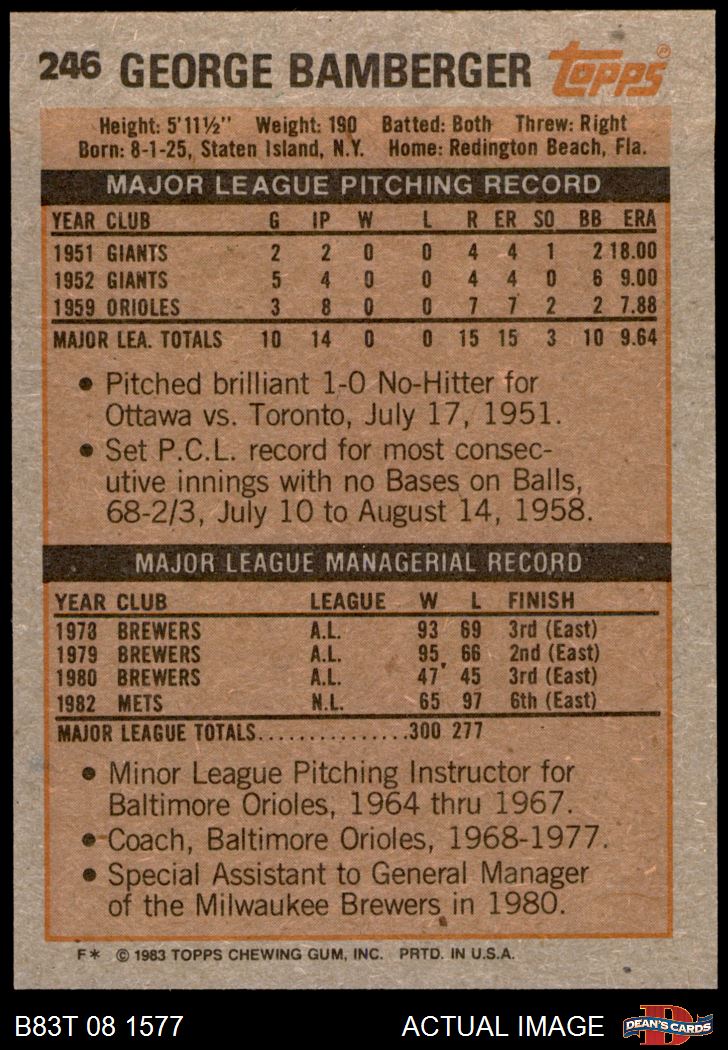 246 GEORGE BAMBERGER Topps
Height: 5'11½" Weight: 190 Batted: Both Threw: Right
Born: 8-1-25, Staten Island, N.Y. Home: Redington Beach, Fla.
MAJOR LEAGUE PITCHING RECORD
YEAR CLUB G IP W L R ER SO BB ERA
1951 GIANTS 2 2 0 0 4 4 1 2 18.00
1952 GIANTS 5 4 0 0 4 4 0 6 9.00
1959 ORIOLES 3 8 0 0 7 7 2 2 7.88
MAJOR LEA. TOTALS 10 14 0 0 15 15 3 10 9.64
• Pitched brilliant 1-0 No-Hitter for
Ottawa vs. Toronto, July 17, 1951.
• Set P.C.L. record for most consec-
utive innings with no Bases on Balls,
68-2/3, July 10 to August 14, 1958.
MAJOR LEAGUE MANAGERIAL RECORD
YEAR CLUB LEAGUE W L FINISH
1978 BREWERS A.L. 93 69 3rd (East)
1979 BREWERS A.L. 95 66 2nd (East)
1980 BREWERS A.L. 47 45 3rd (East)
1982 METS N.L. 65 97 6th (East)
MAJOR LEAGUE TOTALS...............300 277
• Minor League Pitching Instructor for
Baltimore Orioles, 1964 thru 1967.
• Coach, Baltimore Orioles, 1968-1977.
• Special Assistant to General Manager
of the Milwaukee Brewers in 1980.
F* © 1983 TOPPS CHEWING GUM, INC. PRTD. IN U.S.A.
B83T 08 1577 ACTUAL IMAGE D DEAN'S CARDS